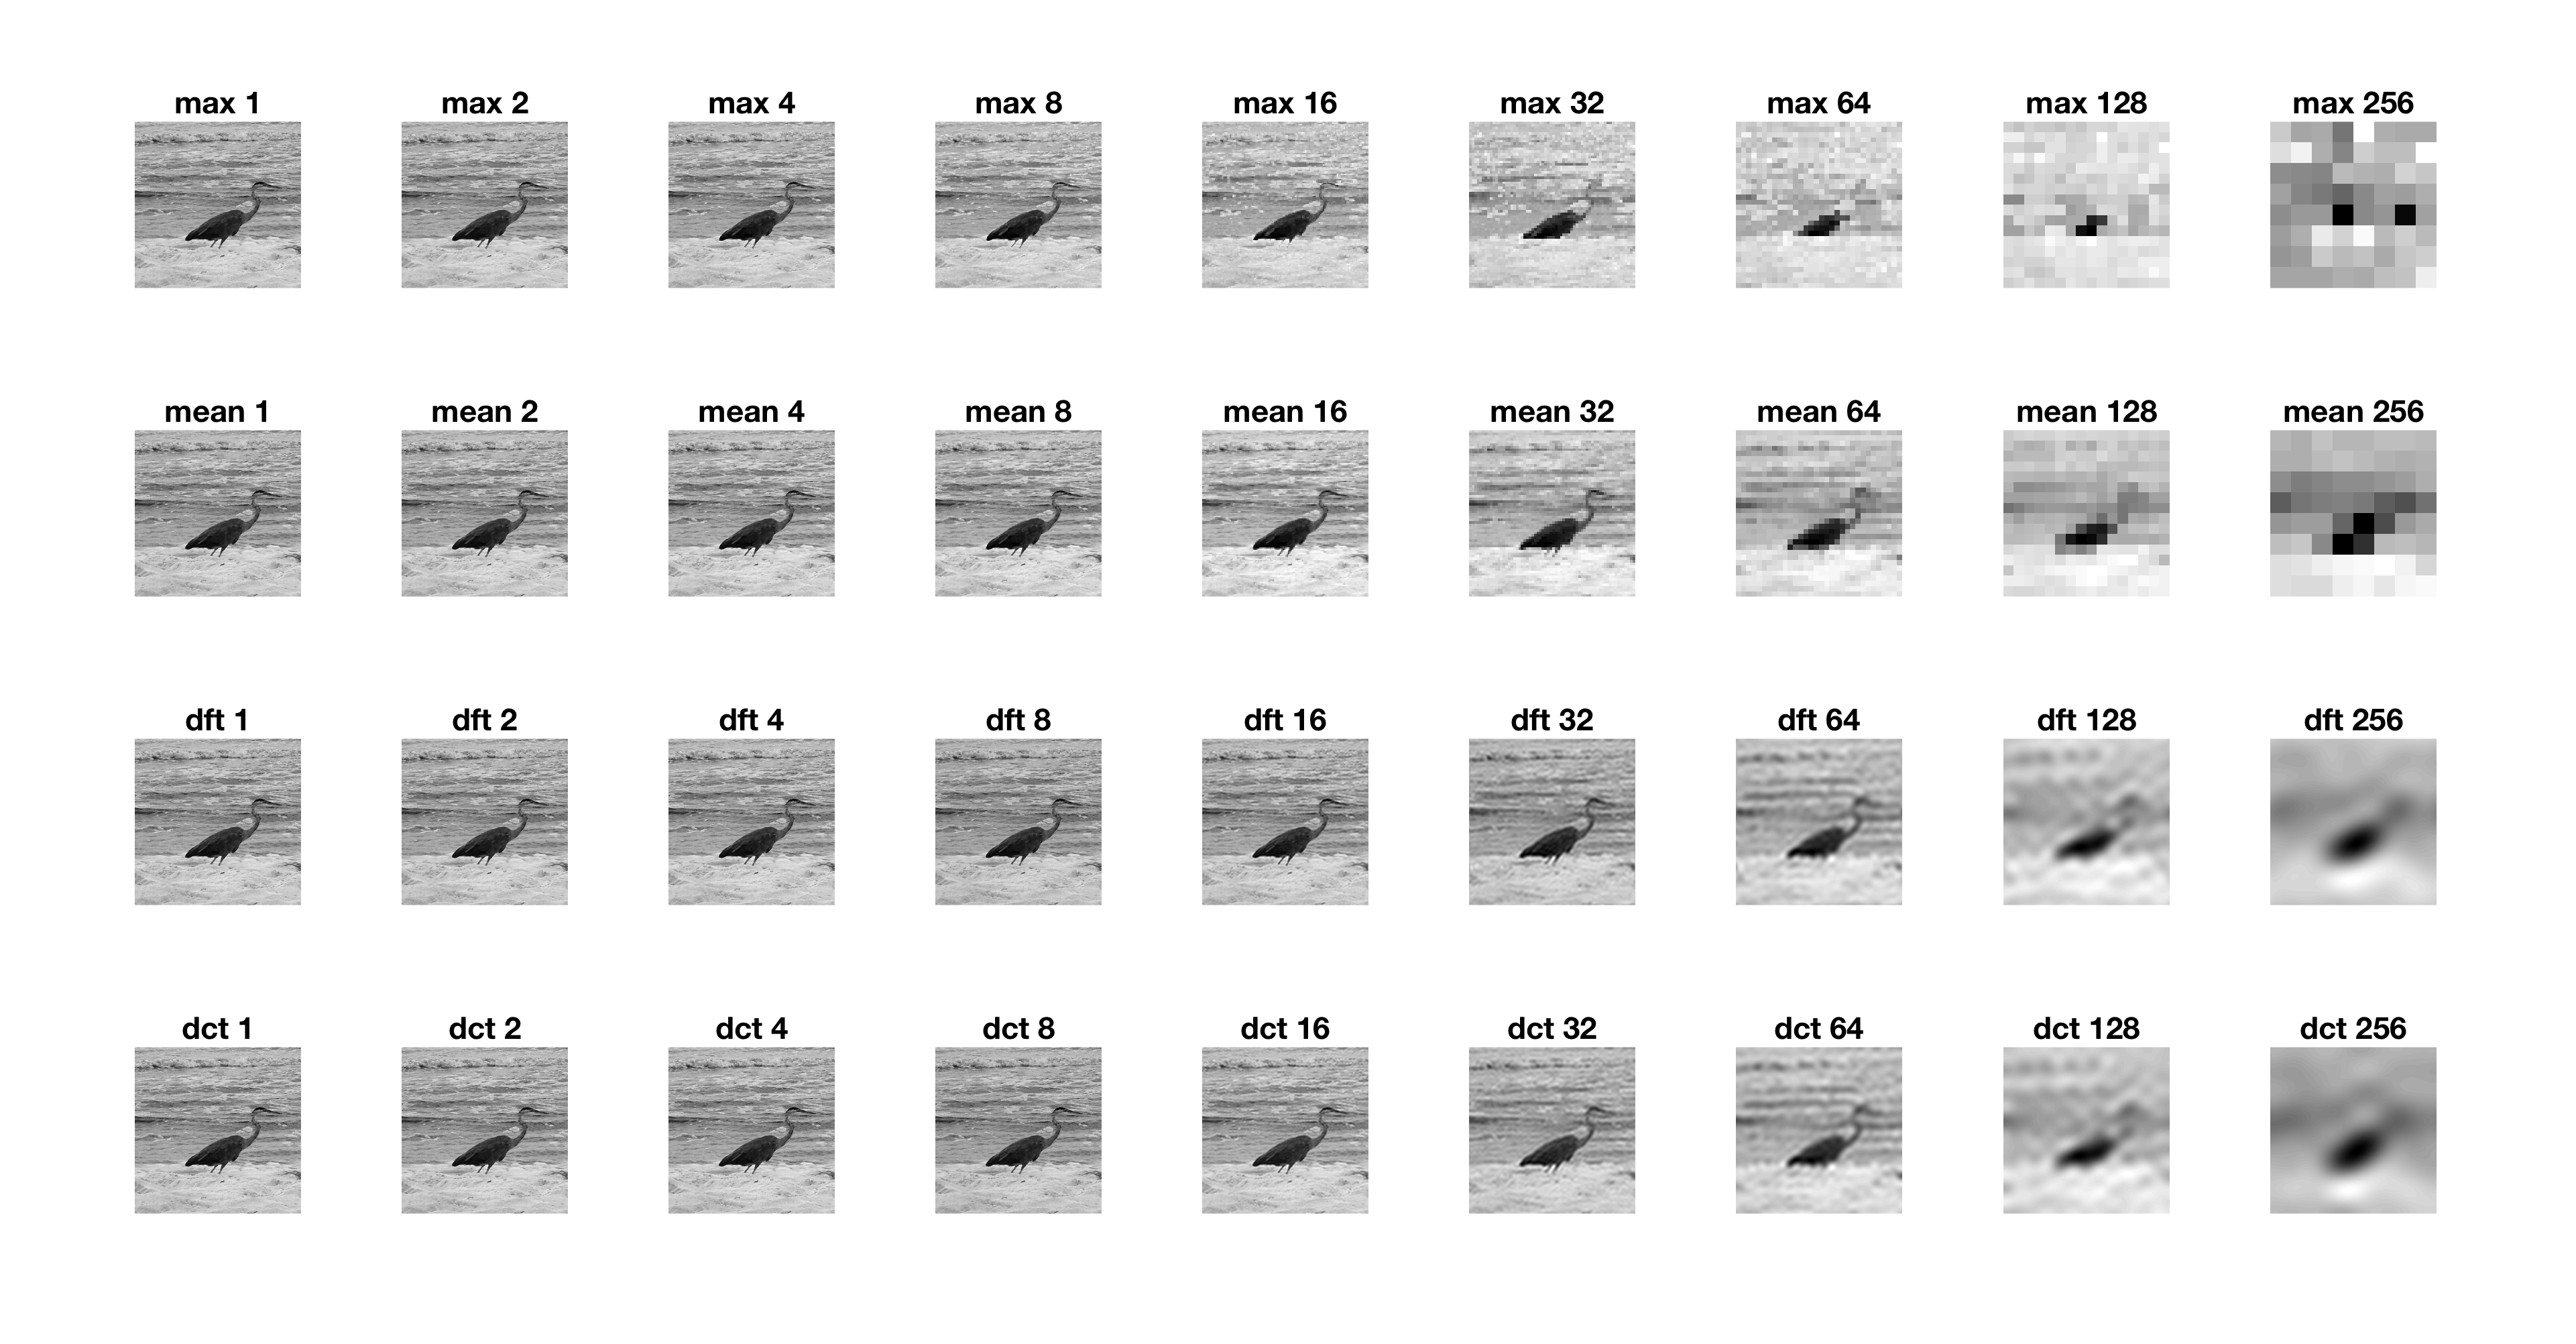 max 1 max 2 max 4 max 8 max 16 max 32 max 64 max 128 max 256
mean 1 mean 2 mean 4 mean 8 mean 16 mean 32 mean 64 mean 128 mean 256
dft 1 dft 2 dft 4 dft 8 dft 16 dft 32 dft 64 dft 128 dft 256
dct 1 dct 2 dct 4 dct 8 dct 16 dct 32 dct 64 dct 128 dct 256